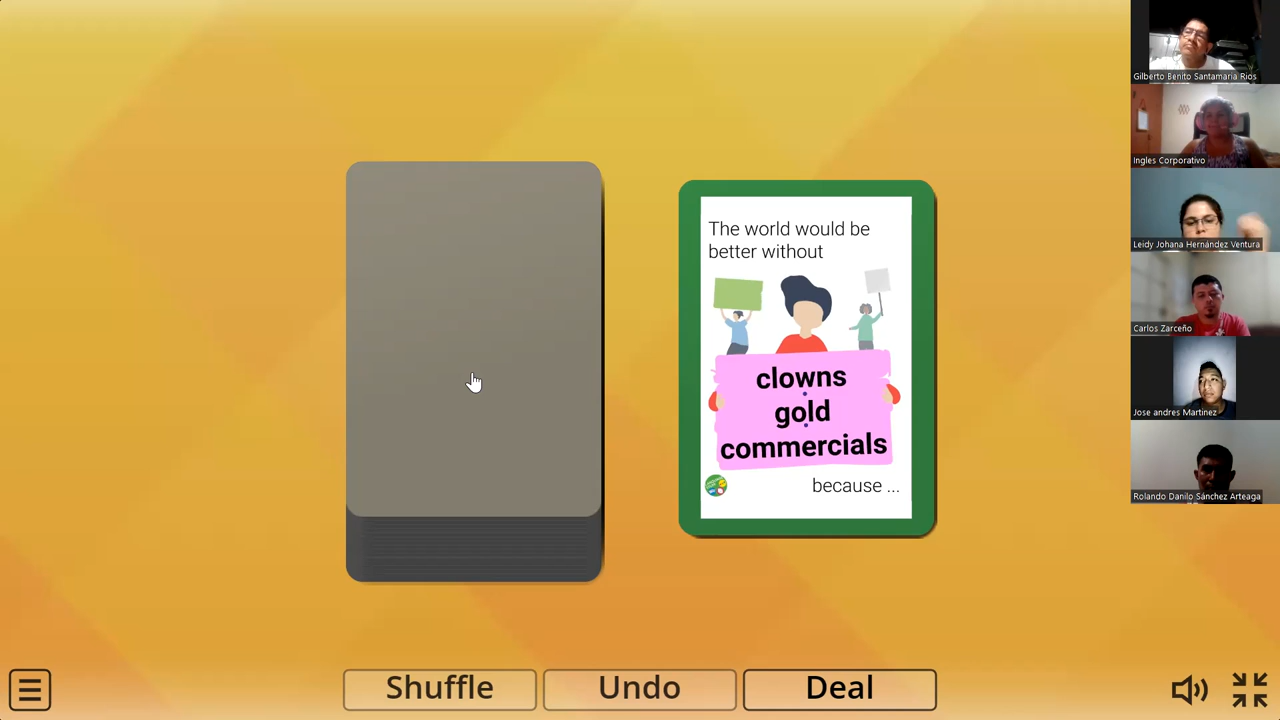 The world would be
better without
clowns
gold
commercials
because ...
Shuffle
Undo
Deal
Gilberto Benito Santamaria Rios
Ingles Corporativo
Leidy Johana Hernández Ventura
Carlos Zarceño
Jose andres Martinez
Rolando Danilo Sánchez Arteaga